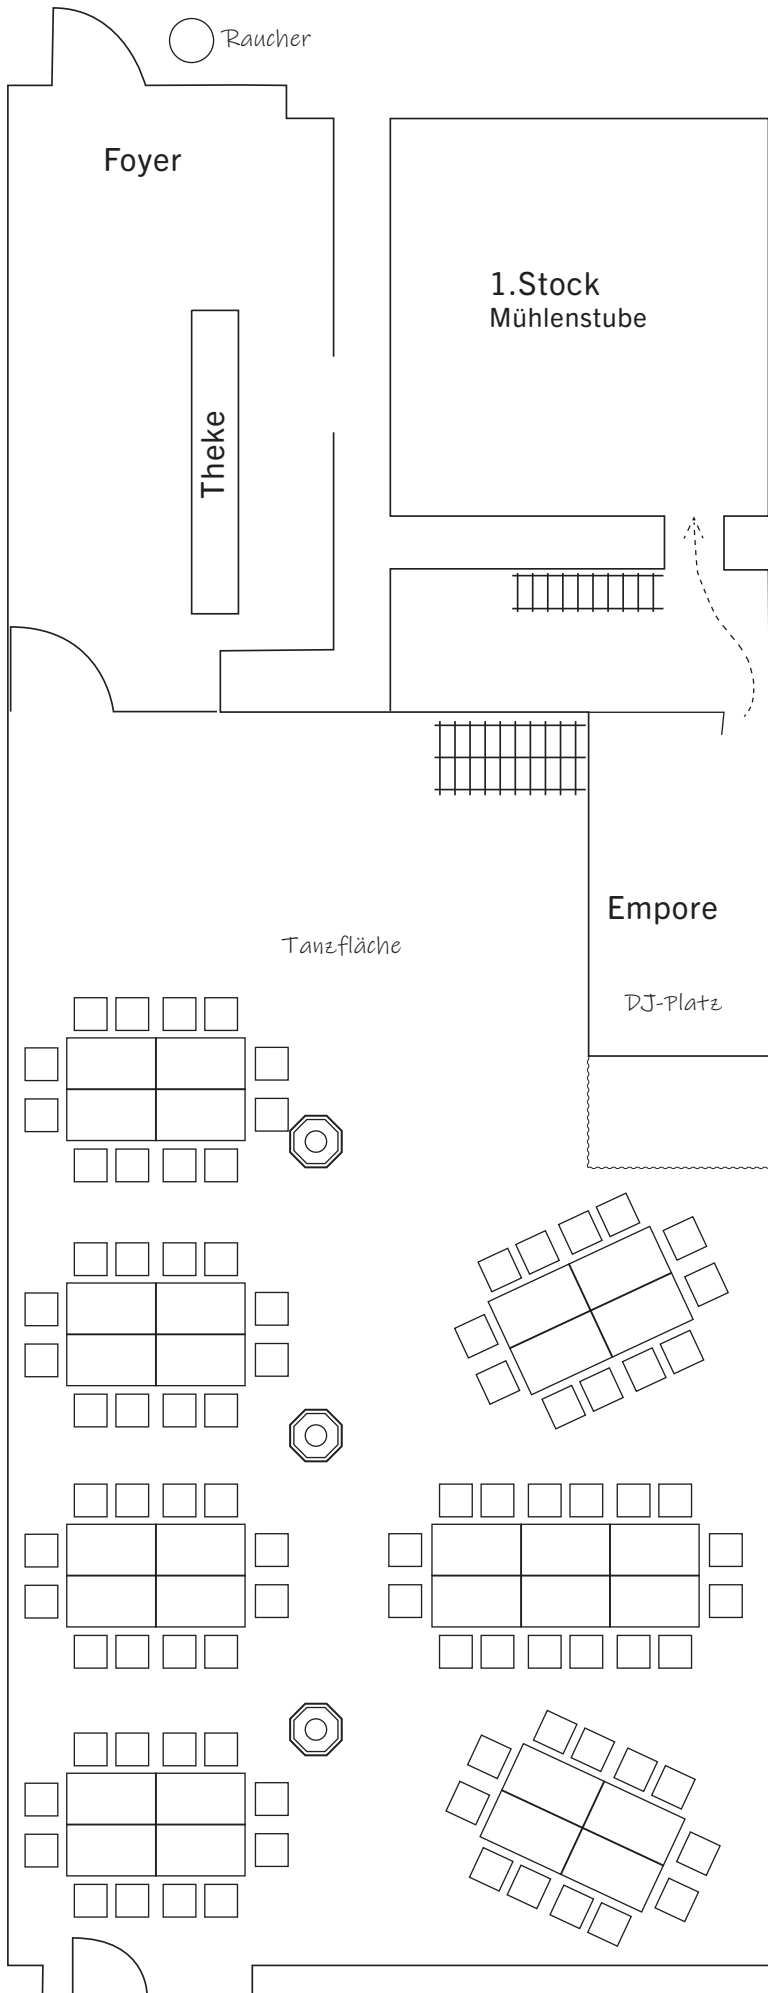 Raucher
Foyer
1.Stock
Mühlenstube
Theke
Empore
Tanzfläche
DJ-Platz